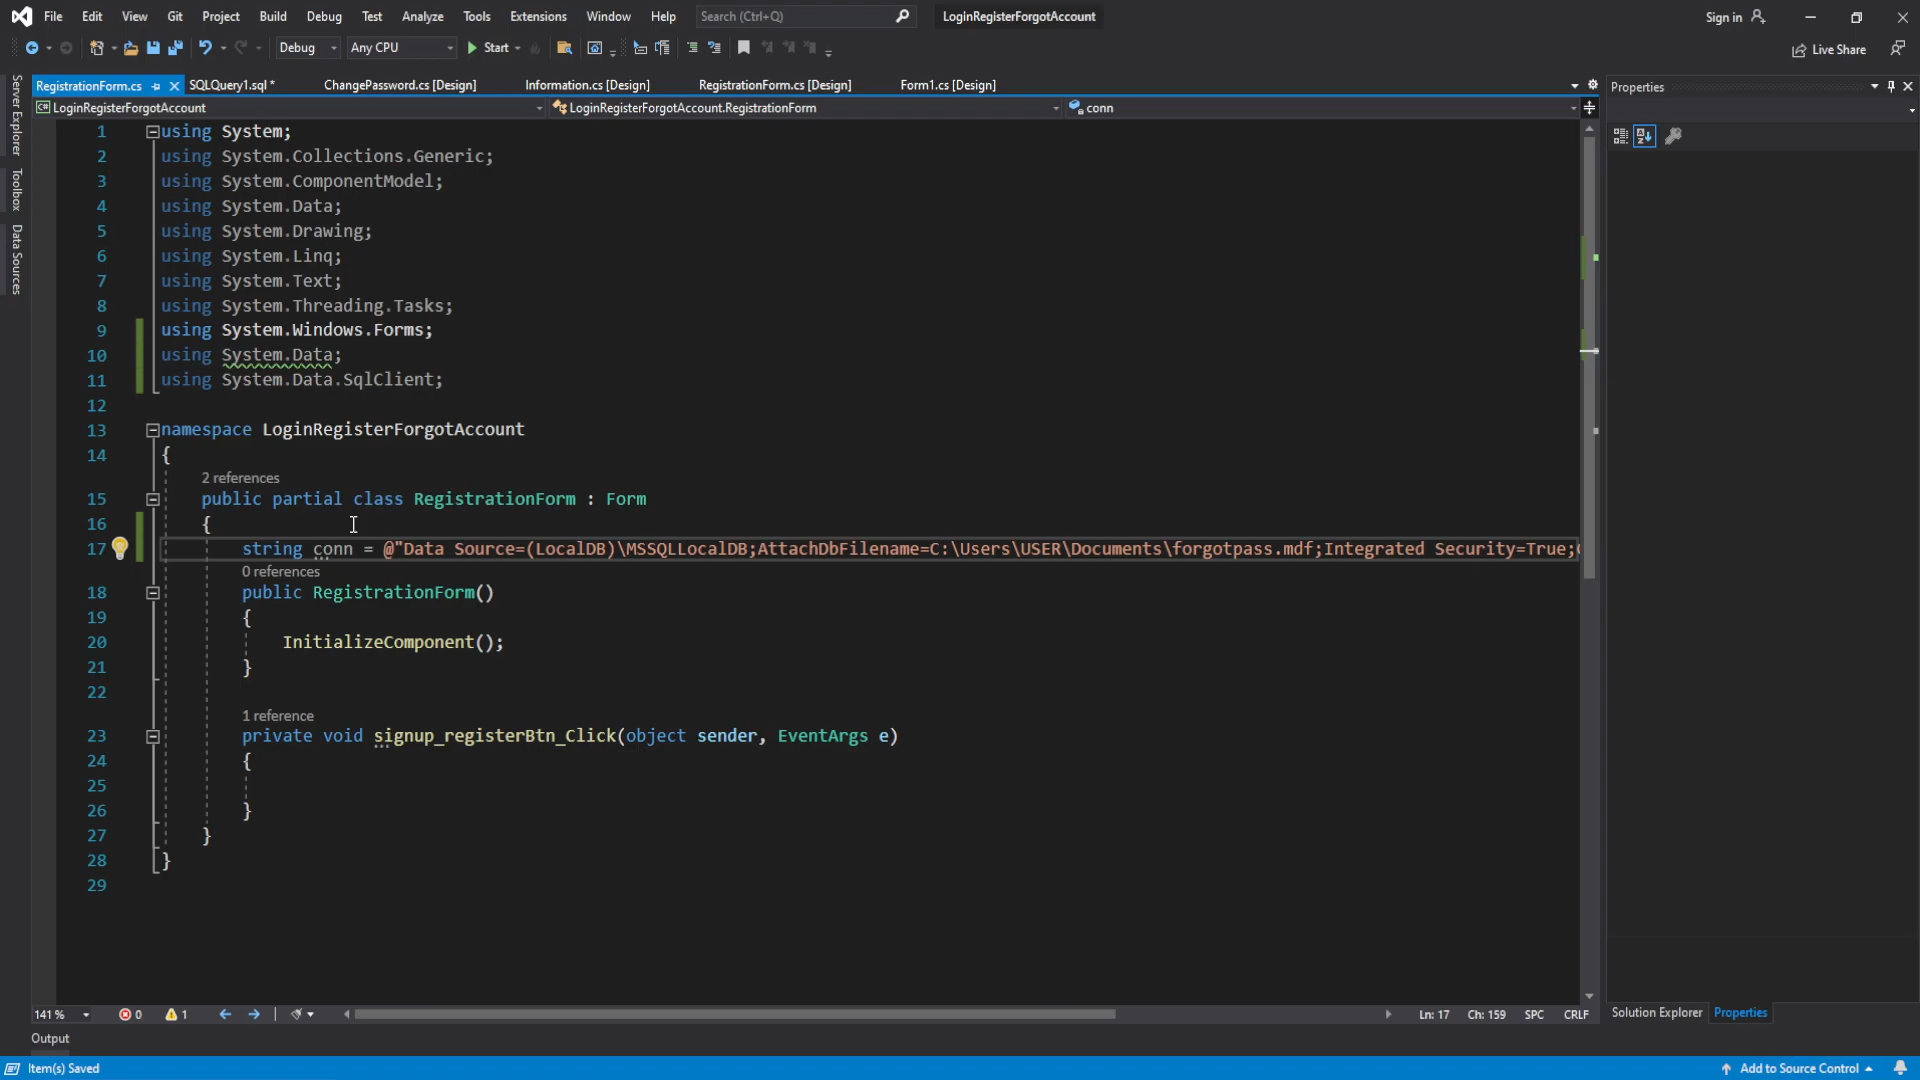 File Edit View Git Project Build Debug Test Analyze Tools Extensions Window Help Search (Ctrl+Q) LoginRegisterForgotAccount Sign in
Debug Any CPU Start Live Share
RegistrationForm.cs SQLQuery1.sql * ChangePassword.cs [Design] Information.cs [Design] RegistrationForm.cs [Design] Form1.cs [Design] Properties
LoginRegisterForgotAccount LoginRegisterForgotAccount.RegistrationForm conn
Server Explorer
Toolbox
Data Sources
1 using System;
2 using System.Collections.Generic;
3 using System.ComponentModel;
4 using System.Data;
5 using System.Drawing;
6 using System.Linq;
7 using System.Text;
8 using System.Threading.Tasks;
9 using System.Windows.Forms;
10 using System.Data;
11 using System.Data.SqlClient;
12
13 namespace LoginRegisterForgotAccount
14 {
2 references
15 public partial class RegistrationForm : Form
16 {
17 string conn = @"Data Source=(LocalDB)\MSSQLLocalDB;AttachDbFilename=C:\Users\USER\Documents\forgotpass.mdf;Integrated Security=True;
0 references
18 public RegistrationForm()
19 {
20 InitializeComponent();
21 }
22
1 reference
23 private void signup_registerBtn_Click(object sender, EventArgs e)
24 {
25
26 }
27 }
28 }
29
141 % 0 1 Ln: 17 Ch: 159 SPC CRLF Solution Explorer Properties
Output
Item(s) Saved Add to Source Control